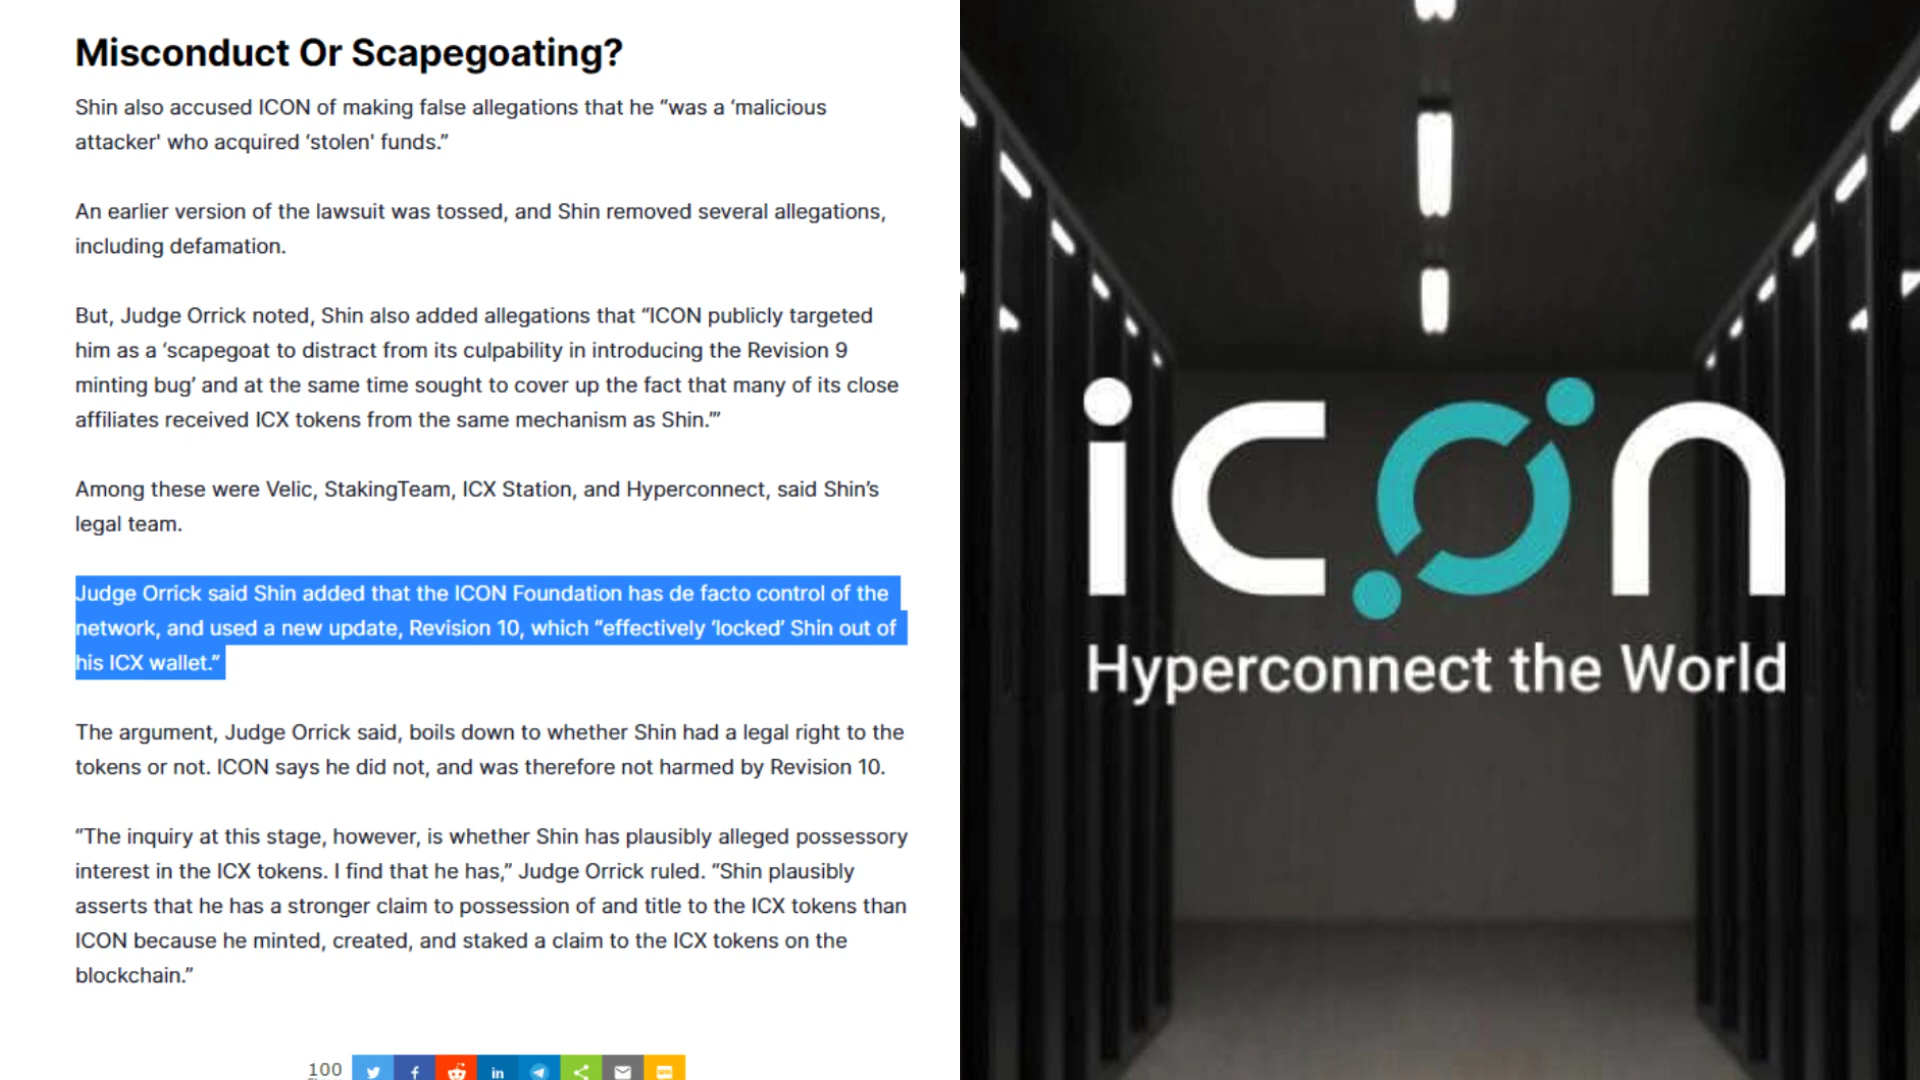 Misconduct Or Scapegoating?
Shin also accused ICON of making false allegations that he “was a ‘malicious
attacker' who acquired ‘stolen' funds.”
An earlier version of the lawsuit was tossed, and Shin removed several allegations,
including defamation.
But, Judge Orrick noted, Shin also added allegations that “ICON publicly targeted
him as a ‘scapegoat to distract from its culpability in introducing the Revision 9
minting bug’ and at the same time sought to cover up the fact that many of its close
affiliates received ICX tokens from the same mechanism as Shin.’”
Among these were Velic, StakingTeam, ICX Station, and Hyperconnect, said Shin’s
legal team.
Judge Orrick said Shin added that the ICON Foundation has de facto control of the
network, and used a new update, Revision 10, which “effectively ‘locked’ Shin out of
his ICX wallet.”
The argument, Judge Orrick said, boils down to whether Shin had a legal right to the
tokens or not. ICON says he did not, and was therefore not harmed by Revision 10.
“The inquiry at this stage, however, is whether Shin has plausibly alleged possessory
interest in the ICX tokens. I find that he has,” Judge Orrick ruled. “Shin plausibly
asserts that he has a stronger claim to possession of and title to the ICX tokens than
ICON because he minted, created, and staked a claim to the ICX tokens on the
blockchain.”
100
icon
Hyperconnect the World